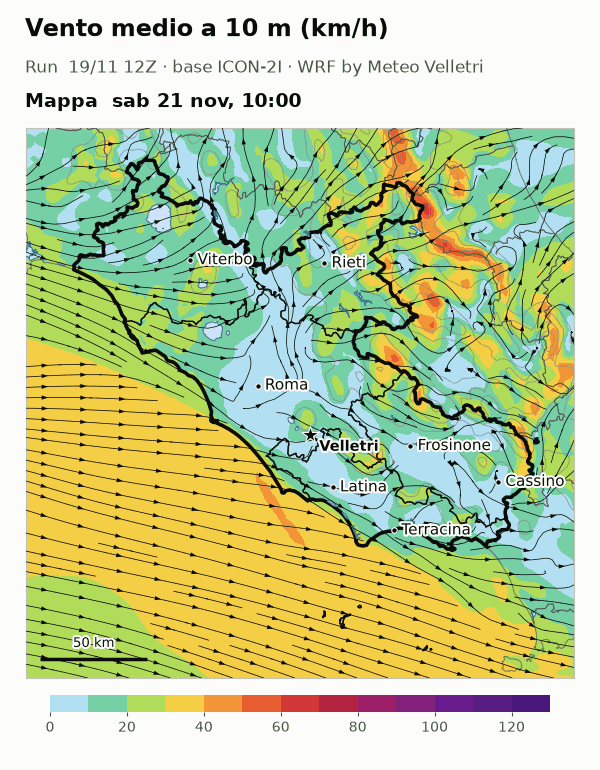 Vento medio a 10 m (km/h)
Run  19/11 12Z · base ICON-2I · WRF by Meteo Velletri
Mappa  sab 21 nov, 10:00
Viterbo
Rieti
Roma
Velletri
Frosinone
Latina
Cassino
Terracina
50 km
0 20 40 60 80 100 120